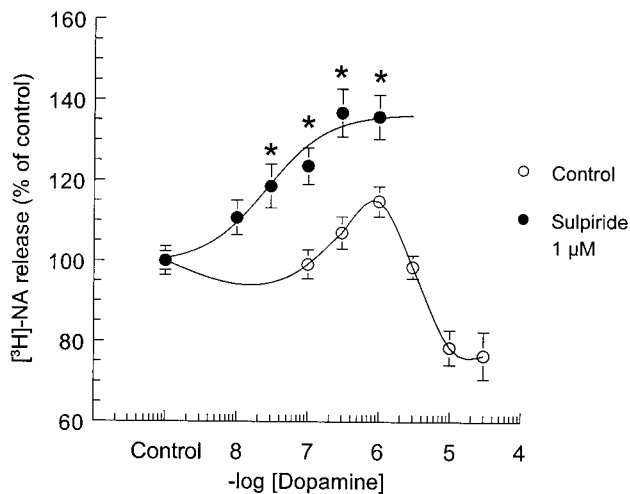 160
140
120
100
80
60
[³H]-NA release (% of control)
*
*
*
*
Control
Sulpiride
1 µM
Control 8 7 6 5 4
-log [Dopamine]